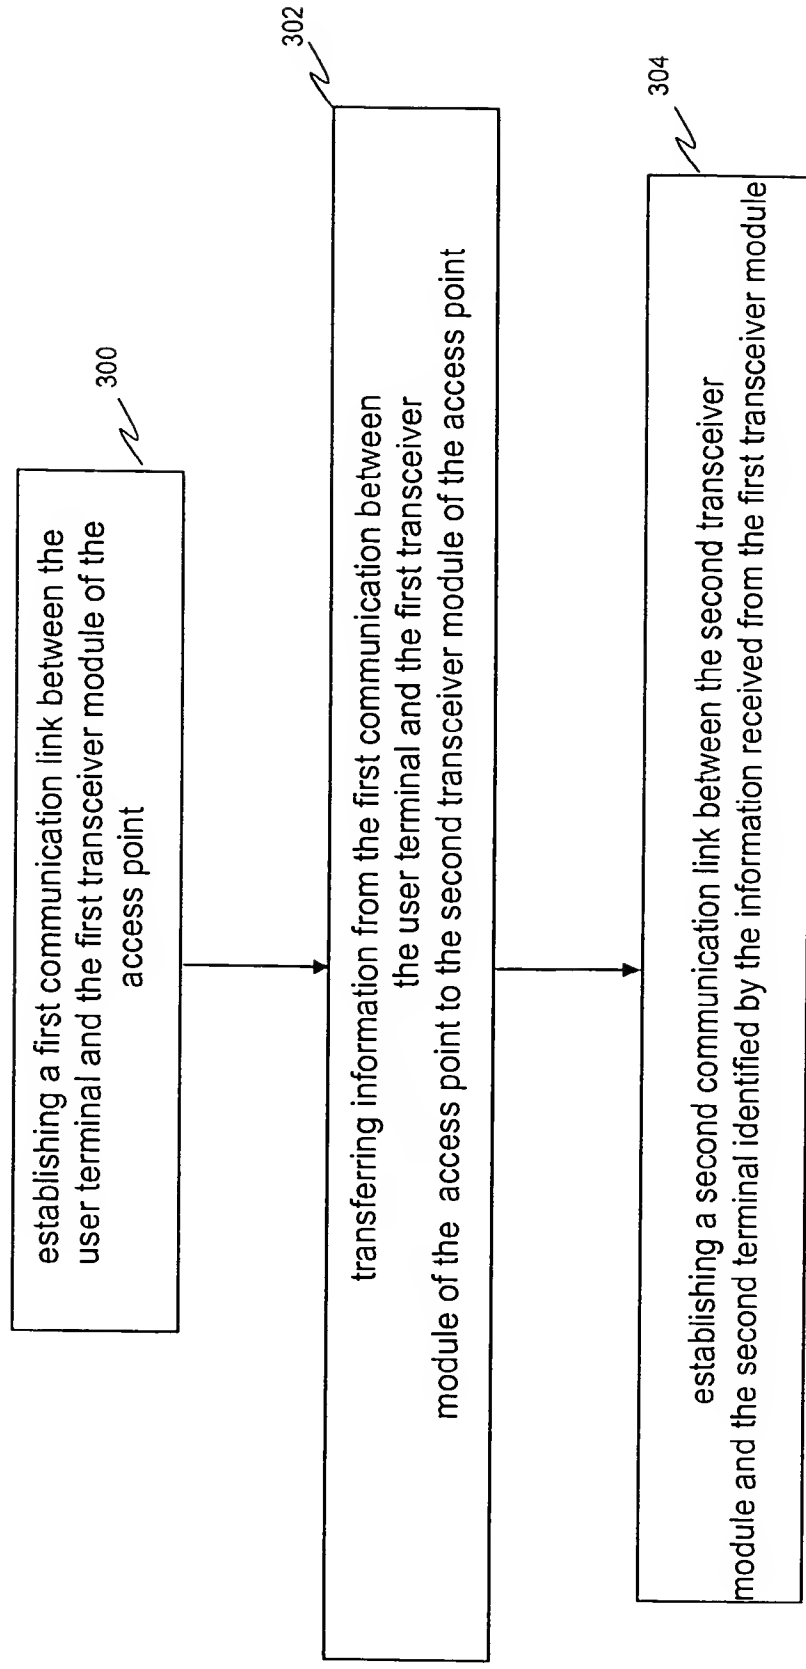 300
establishing a first communication link between the
user terminal and the first transceiver module of the
access point
302
transferring information from the first communication between
the user terminal and the first transceiver
module of the access point to the second transceiver module of the access point
304
establishing a second communication link between the second transceiver
module and the second terminal identified by the information received from the first transceiver module